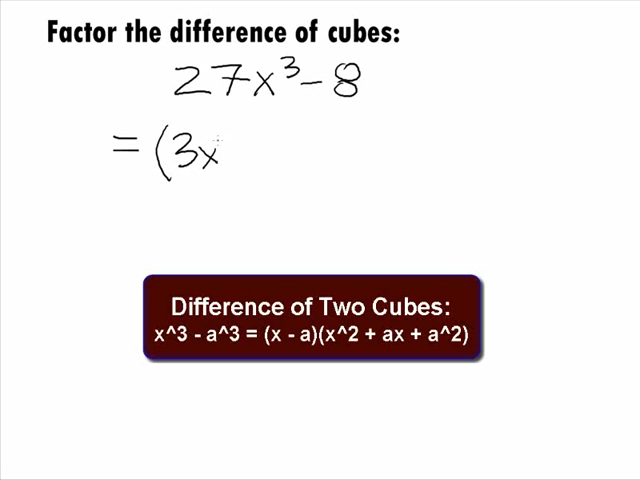 Factor the difference of cubes:
27x³ - 8
= (3x
Difference of Two Cubes:
x^3 - a^3 = (x - a)(x^2 + ax + a^2)